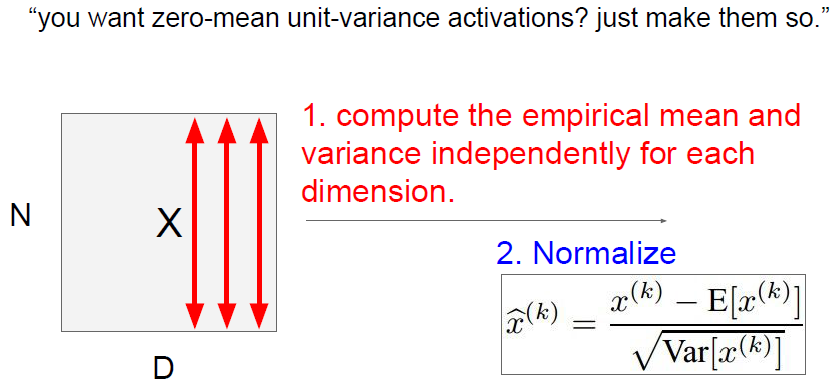 “you want zero-mean unit-variance activations? just make them so.”
1. compute the empirical mean and
variance independently for each
dimension.
N
X
2. Normalize
x̂^(k) = (x^(k) − E[x^(k)]) / √Var[x^(k)]
D